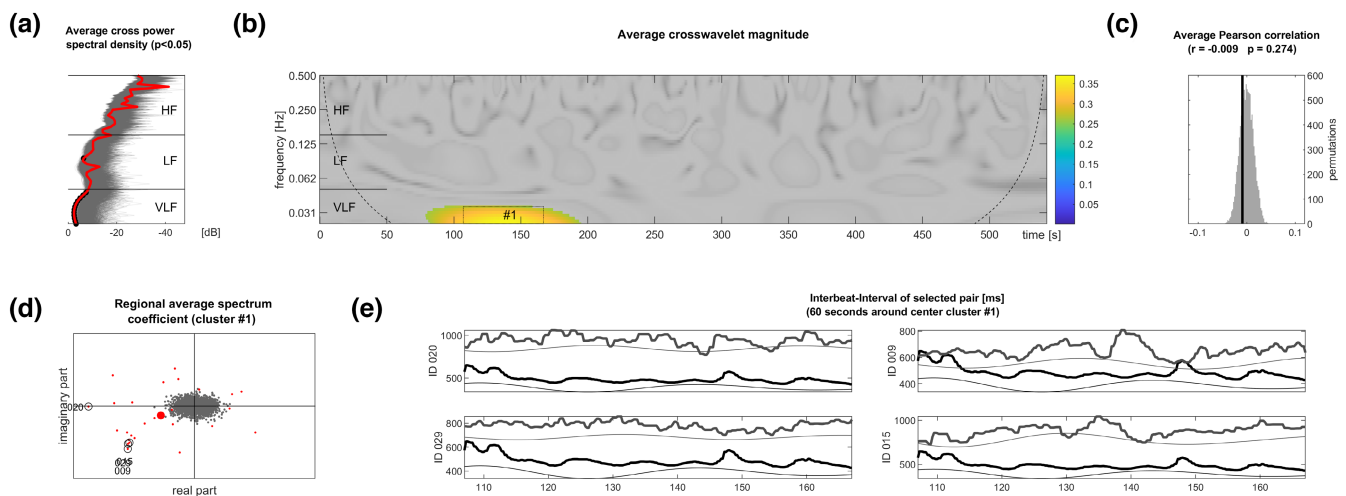 (a)
Average cross power
spectral density (p<0.05)
HF
LF
VLF
0
-20
-40
[dB]
(b)
Average crosswavelet magnitude
frequency [Hz]
0.500
0.250
0.125
0.062
0.031
HF
LF
VLF
#1
0
50
100
150
200
250
300
350
400
450
500
time [s]
0.35
0.3
0.25
0.2
0.15
0.1
0.05
(c)
Average Pearson correlation
(r = -0.009 p = 0.274)
600
500
400
300
200
100
0
permutations
-0.1
0
0.1
(d)
Regional average spectrum
coefficient (cluster #1)
imaginary part
020
015
029
009
real part
(e)
Interbeat-Interval of selected pair [ms]
(60 seconds around center cluster #1)
ID 020
1000
500
ID 009
800
600
400
ID 029
800
600
400
110
120
130
140
150
160
ID 015
1000
500
110
120
130
140
150
160